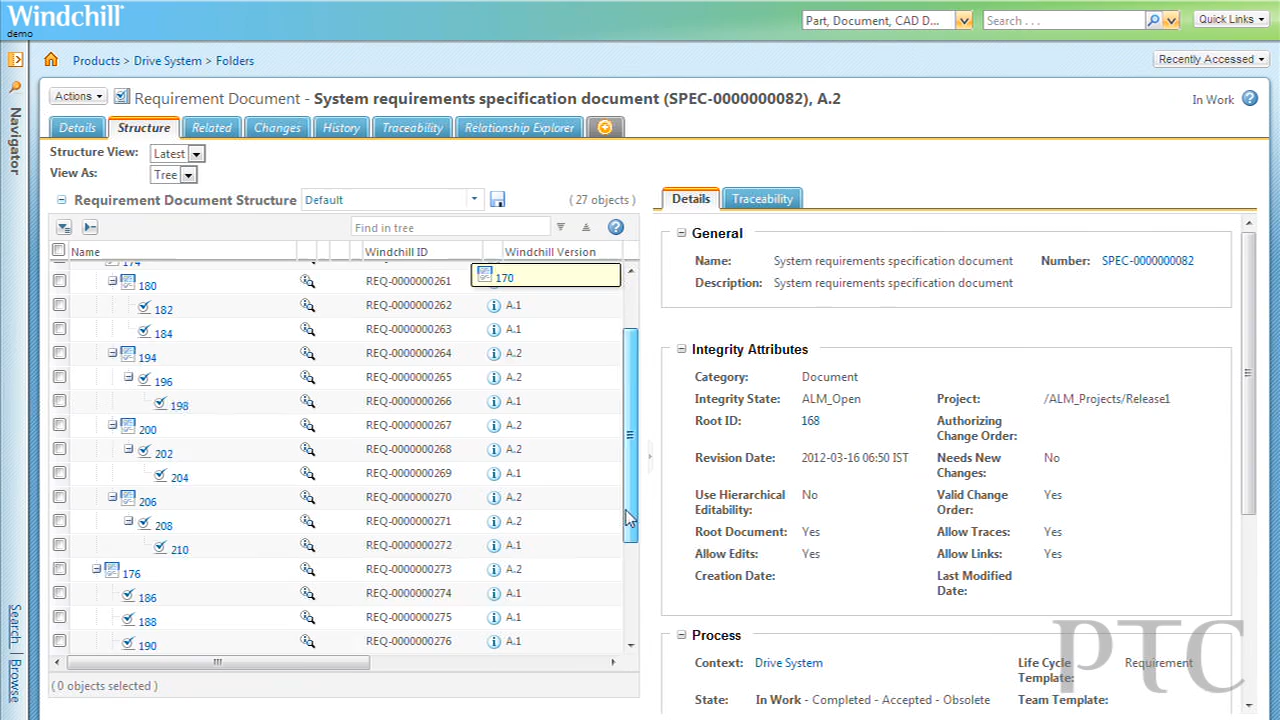 Windchill
demo
Part, Document, CAD D...
Search . . .
Quick Links
Products > Drive System > Folders
Recently Accessed
Navigator
Search
Browse
Actions
Requirement Document - System requirements specification document (SPEC-0000000082), A.2
In Work
Details
Structure
Related
Changes
History
Traceability
Relationship Explorer
Structure View: Latest
View As: Tree
Requirement Document Structure
Default
( 27 objects )
Find in tree
Name Windchill ID Windchill Version
174
170
180 REQ-0000000261
182 REQ-0000000262 A.1
184 REQ-0000000263 A.1
194 REQ-0000000264 A.2
196 REQ-0000000265 A.2
198 REQ-0000000266 A.1
200 REQ-0000000267 A.2
202 REQ-0000000268 A.2
204 REQ-0000000269 A.1
206 REQ-0000000270 A.2
208 REQ-0000000271 A.2
210 REQ-0000000272 A.1
176 REQ-0000000273 A.2
186 REQ-0000000274 A.1
188 REQ-0000000275 A.1
190 REQ-0000000276 A.1
( 0 objects selected )
Details
Traceability
General
Name: System requirements specification document Number: SPEC-0000000082
Description: System requirements specification document
Integrity Attributes
Category: Document
Integrity State: ALM_Open Project: /ALM_Projects/Release1
Root ID: 168 Authorizing
Change Order:
Revision Date: 2012-03-16 06:50 IST Needs New
Changes: No
Use Hierarchical
Editability: No Valid Change
Order: Yes
Root Document: Yes Allow Traces: Yes
Allow Edits: Yes Allow Links: Yes
Creation Date: Last Modified
Date:
Process
Context: Drive System Life Cycle
Template: Requirement
State: In Work - Completed - Accepted - Obsolete Team Template:
PTC